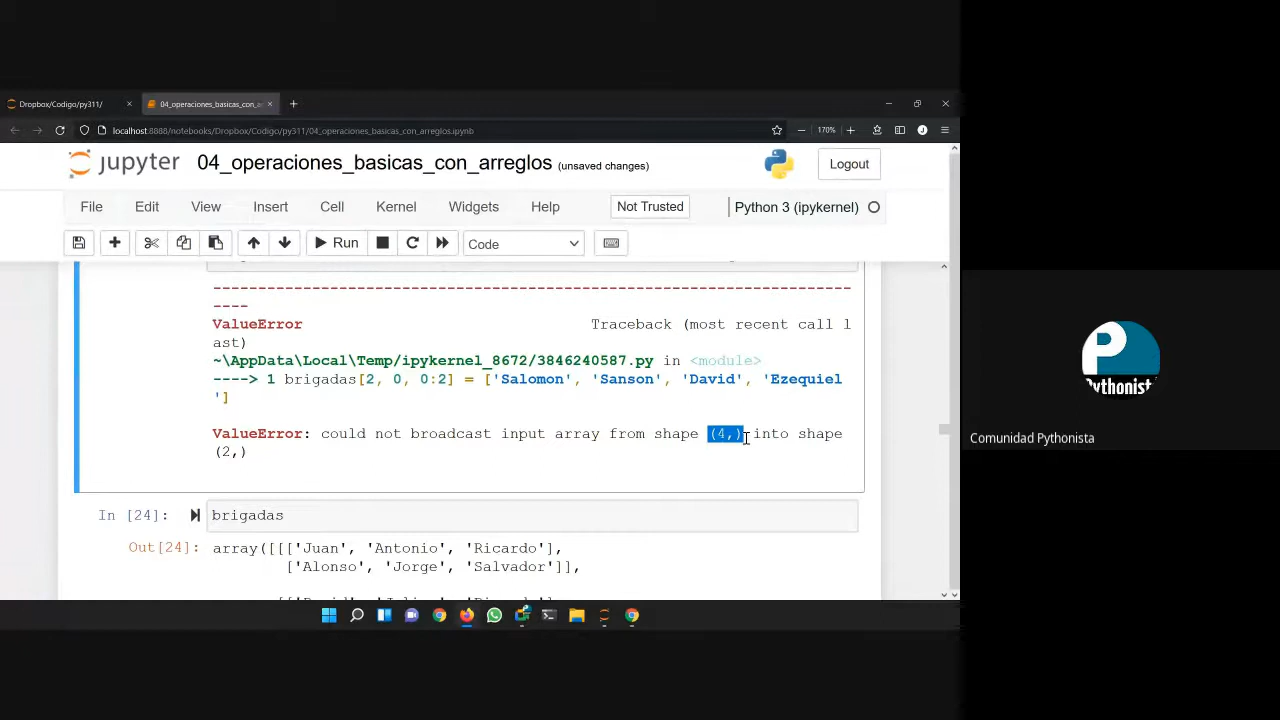 Dropbox/Codigo/py311/
04_operaciones_basicas_con_a
localhost:8888/notebooks/Dropbox/Codigo/py311/04_operaciones_basicas_con_arreglos.ipynb
170%
J
jupyter 04_operaciones_basicas_con_arreglos (unsaved changes)
Logout
File Edit View Insert Cell Kernel Widgets Help
Not Trusted
Python 3 (ipykernel)
Run
Code
---------------------------------------------------------------------------
ValueError Traceback (most recent call l
ast)
~\AppData\Local\Temp/ipykernel_8672/3846240587.py in <module>
----> 1 brigadas[2, 0, 0:2] = ['Salomon', 'Sanson', 'David', 'Ezequiel
']
ValueError: could not broadcast input array from shape (4,) into shape
(2,)
In [24]: brigadas
Out[24]: array([[['Juan', 'Antonio', 'Ricardo'],
['Alonso', 'Jorge', 'Salvador']],
P
Pythonist
Comunidad Pythonista